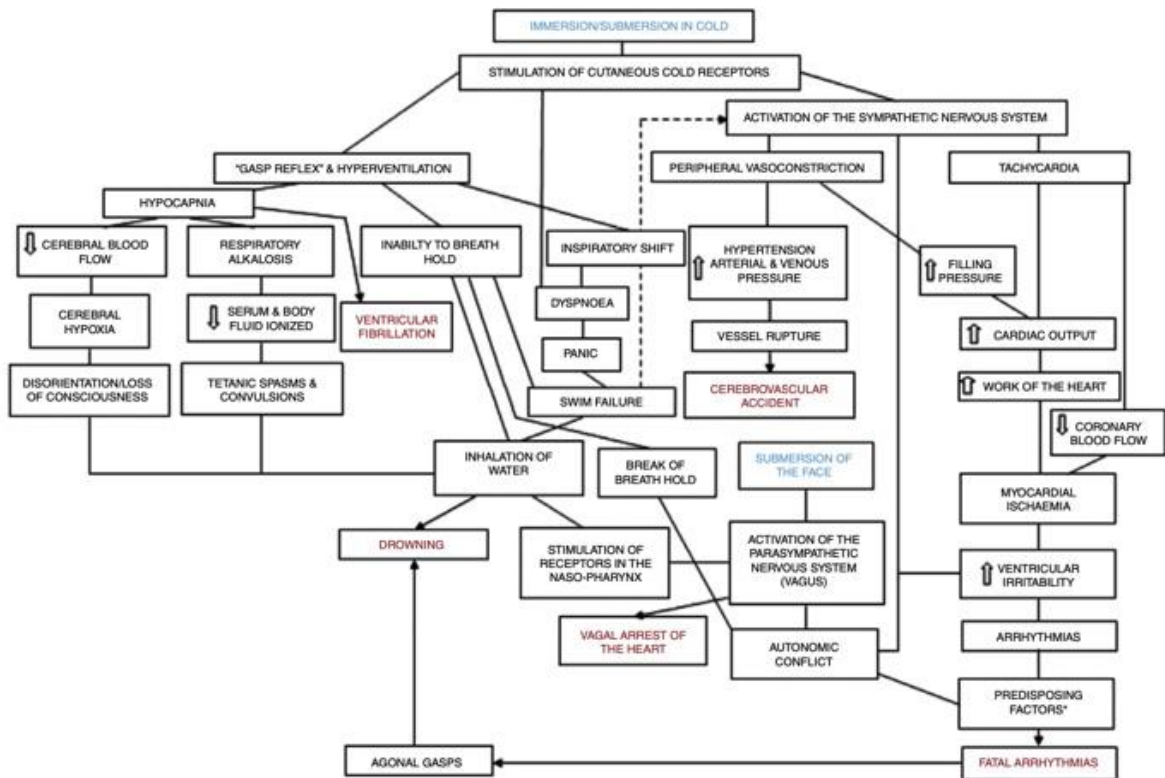 IMMERSION/SUBMERSION IN COLD
STIMULATION OF CUTANEOUS COLD RECEPTORS
ACTIVATION OF THE SYMPATHETIC NERVOUS SYSTEM
"GASP REFLEX" & HYPERVENTILATION
PERIPHERAL VASOCONSTRICTION
TACHYCARDIA
HYPOCAPNIA
⇩ CEREBRAL BLOOD
FLOW
RESPIRATORY
ALKALOSIS
INABILTY TO BREATH
HOLD
INSPIRATORY SHIFT
⇧ HYPERTENSION
ARTERIAL & VENOUS
PRESSURE
⇧ FILLING
PRESSURE
CEREBRAL
HYPOXIA
⇩ SERUM & BODY
FLUID IONIZED
VENTRICULAR
FIBRILLATION
DYSPNOEA
VESSEL RUPTURE
⇧ CARDIAC OUTPUT
PANIC
DISORIENTATION/LOSS
OF CONSCIOUSNESS
TETANIC SPASMS &
CONVULSIONS
SWIM FAILURE
CEREBROVASCULAR
ACCIDENT
⇧ WORK OF THE HEART
⇩ CORONARY
BLOOD FLOW
INHALATION OF
WATER
BREAK OF
BREATH HOLD
SUBMERSION OF
THE FACE
MYOCARDIAL
ISCHAEMIA
DROWNING
STIMULATION OF
RECEPTORS IN THE
NASO-PHARYNX
ACTIVATION OF THE
PARASYMPATHETIC
NERVOUS SYSTEM
(VAGUS)
⇧ VENTRICULAR
IRRITABILITY
VAGAL ARREST OF
THE HEART
AUTONOMIC
CONFLICT
ARRHYTHMIAS
PREDISPOSING
FACTORS*
AGONAL GASPS
FATAL ARRHYTHMIAS